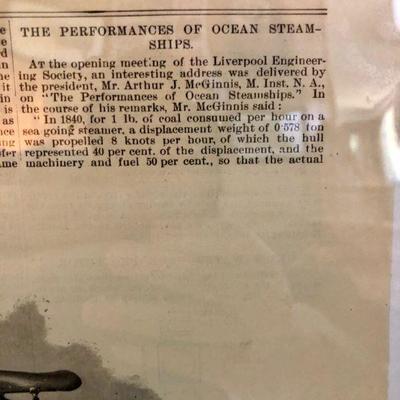 THE PERFORMANCES OF OCEAN STEAM-
SHIPS.
AT the opening meeting of the Liverpool Engineer-
ing Society, an interesting address was delivered by
the president, Mr. Arthur J. McGinnis, M. Inst. N. A.,
on "The Performances of Ocean Steamships." In
the course of his remarks, Mr. McGinnis said:
"In 1840, for 1 lb. of coal consumed per hour on a
sea going steamer, a displacement weight of 0·578 ton
was propelled 8 knots per hour, of which the hull
represented 40 per cent. of the displacement, and the
machinery and fuel 50 per cent., so that the actual